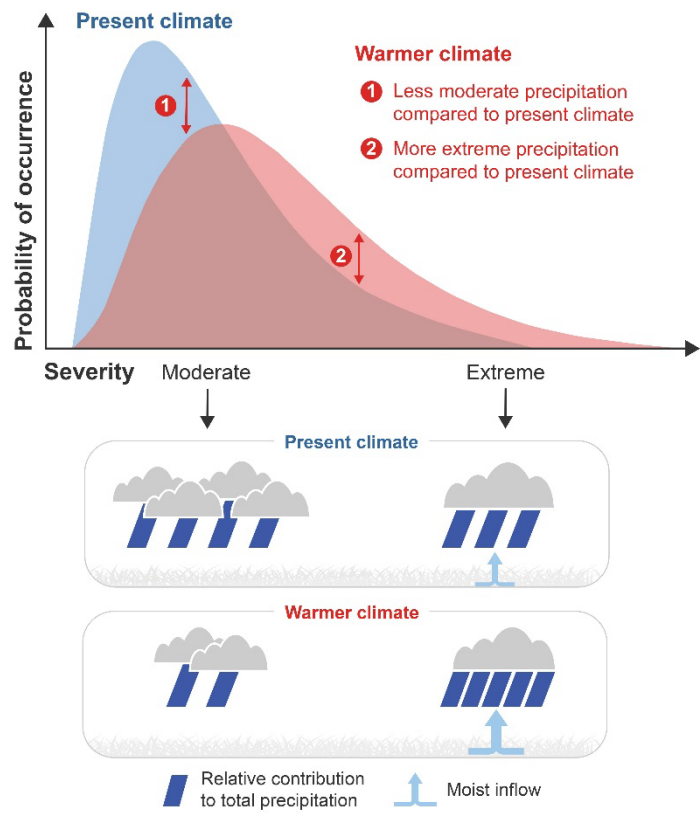 Present climate
Probability of occurrence
Warmer climate
1 Less moderate precipitation
compared to present climate
2 More extreme precipitation
compared to present climate
1
2
Severity Moderate Extreme
Present climate
Warmer climate
Relative contribution
to total precipitation
Moist inflow